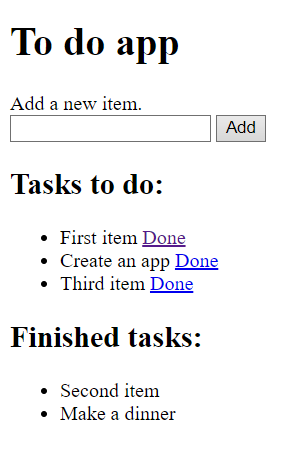 To do app
Add a new item.
Add
Tasks to do:
First item Done
Create an app Done
Third item Done
Finished tasks:
Second item
Make a dinner